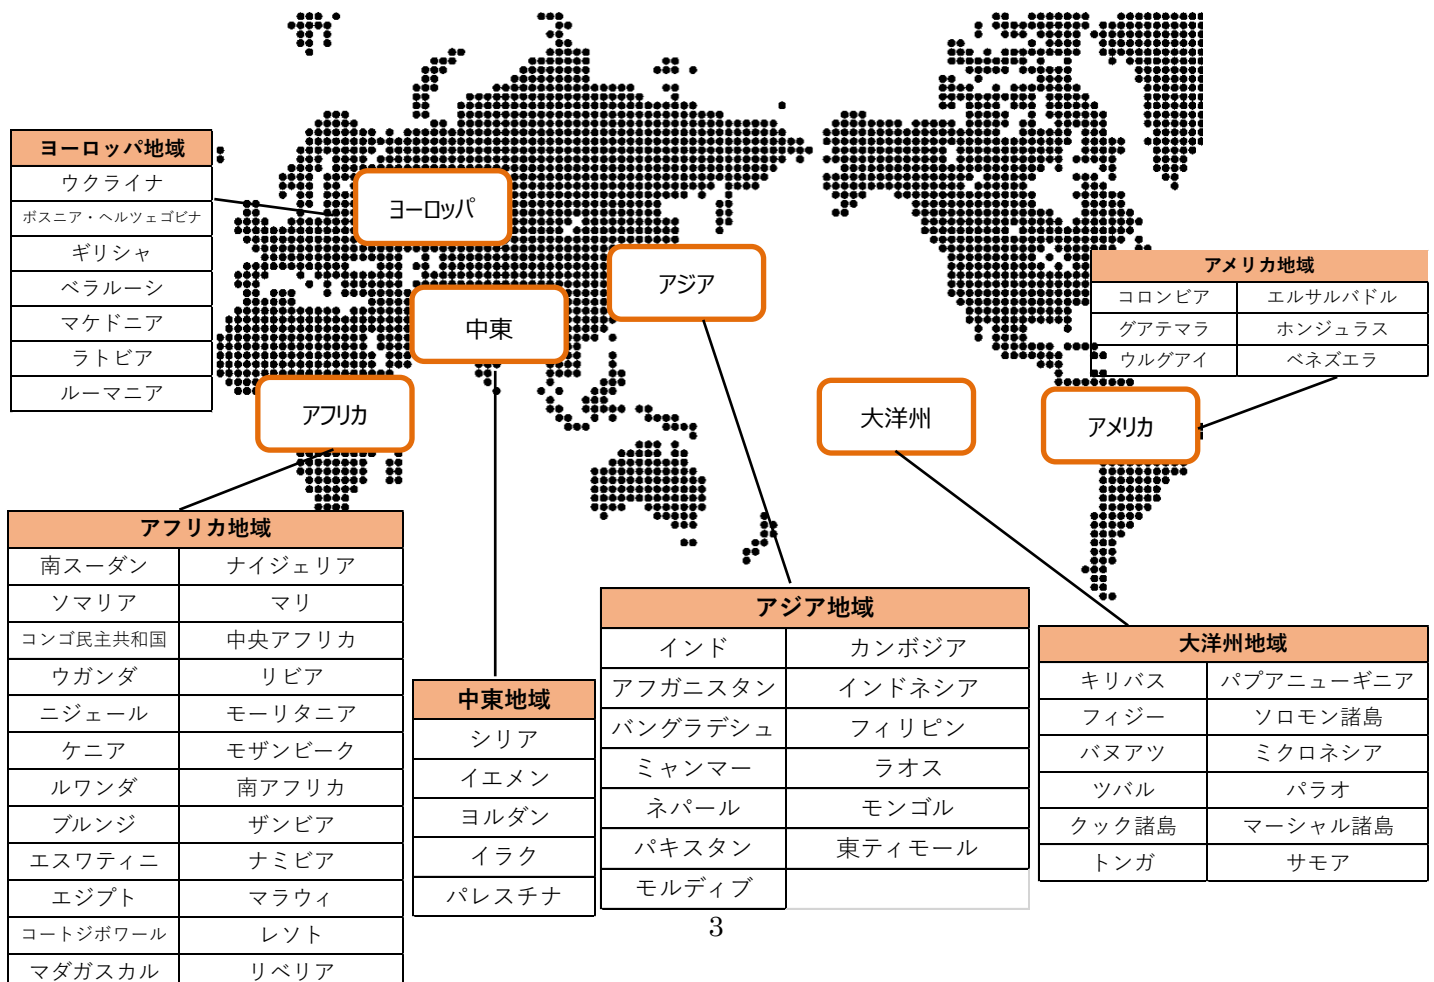 ヨーロッパ地域
ウクライナ
ボスニア・ヘルツェゴビナ
ギリシャ
ベラルーシ
マケドニア
ラトビア
ルーマニア
ヨーロッパ
アジア
中東
アフリカ
大洋州
アメリカ
アメリカ地域
コロンビア エルサルバドル
グアテマラ ホンジュラス
ウルグアイ ベネズエラ
アフリカ地域
南スーダン ナイジェリア
ソマリア マリ
コンゴ民主共和国 中央アフリカ
ウガンダ リビア
ニジェール モーリタニア
ケニア モザンビーク
ルワンダ 南アフリカ
ブルンジ ザンビア
エスワティニ ナミビア
エジプト マラウィ
コートジボワール レソト
マダガスカル リベリア
中東地域
シリア
イエメン
ヨルダン
イラク
パレスチナ
アジア地域
インド カンボジア
アフガニスタン インドネシア
バングラデシュ フィリピン
ミャンマー ラオス
ネパール モンゴル
パキスタン 東ティモール
モルディブ
大洋州地域
キリバス パプアニューギニア
フィジー ソロモン諸島
バヌアツ ミクロネシア
ツバル パラオ
クック諸島 マーシャル諸島
トンガ サモア
3